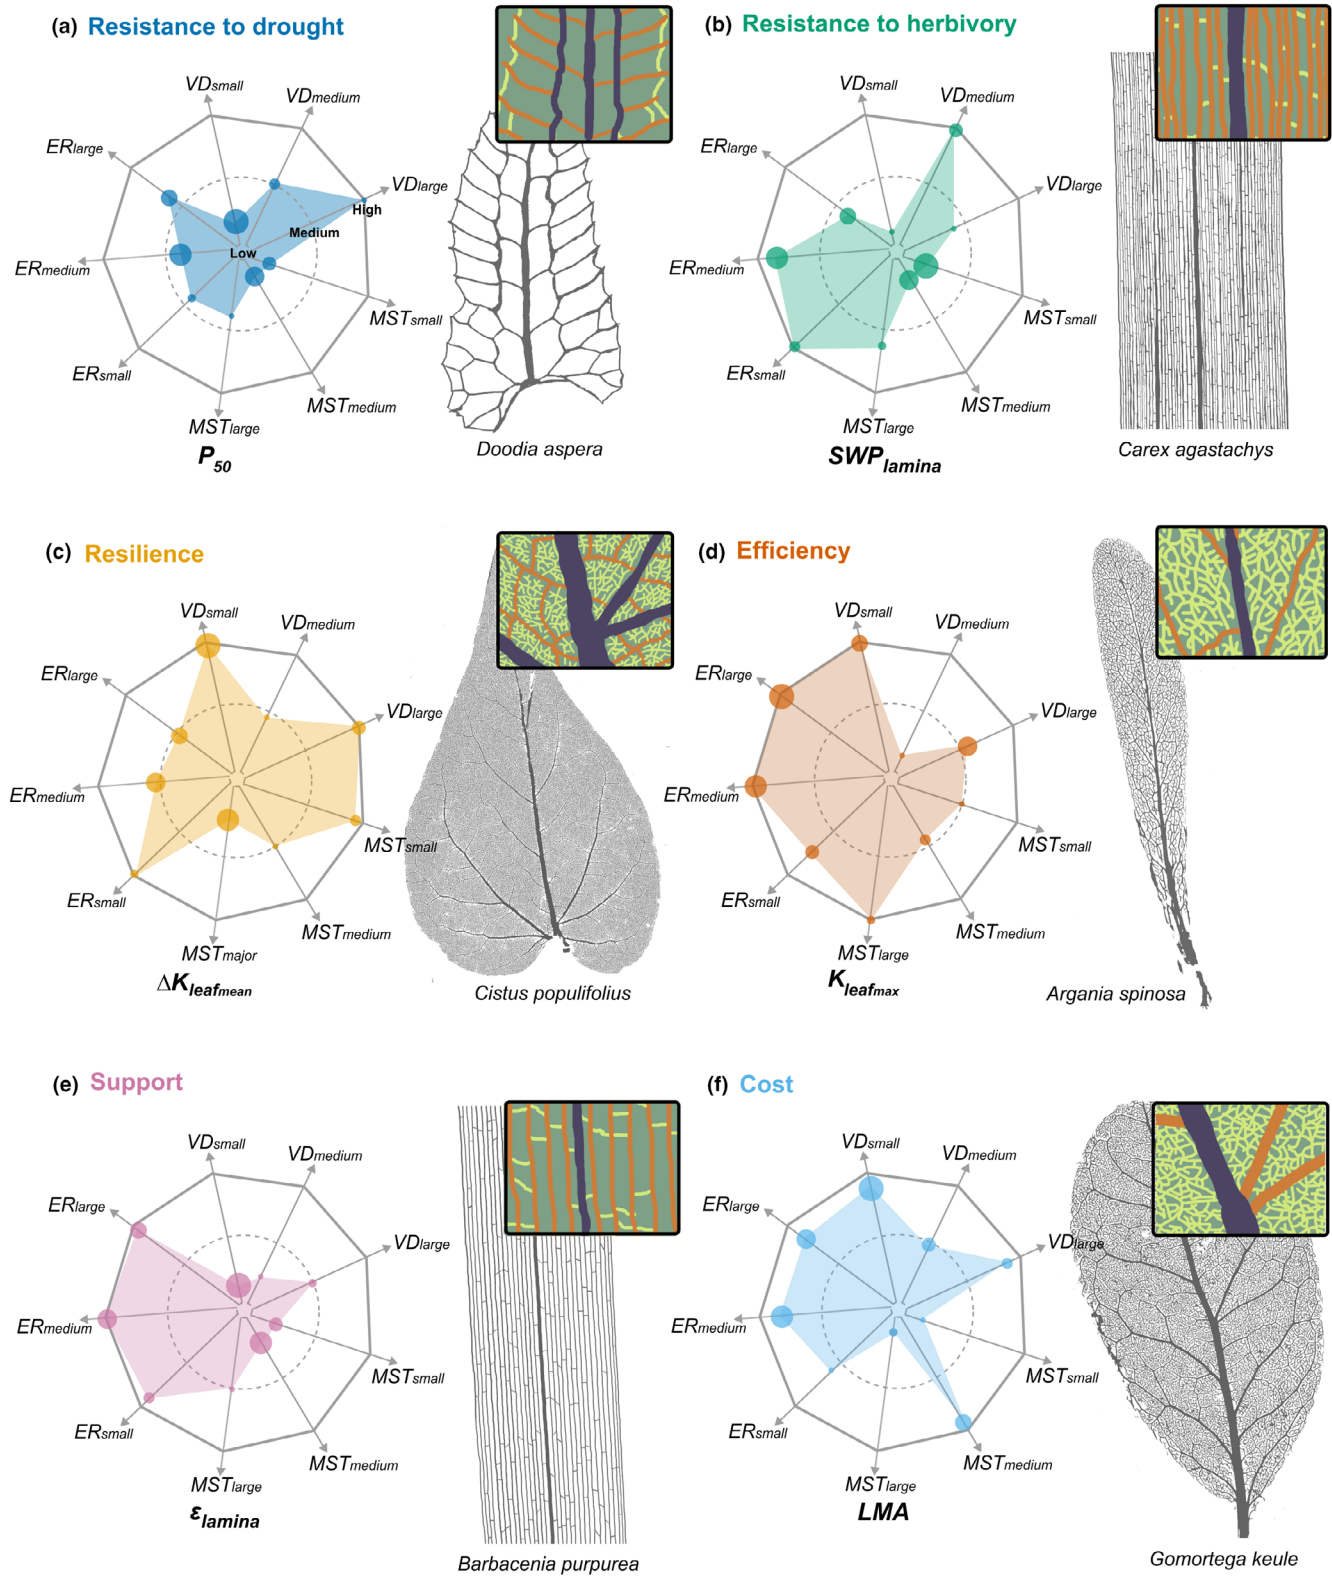 (a) Resistance to drought
VDsmall
VDmedium
ERlarge
VDlarge
High
Medium
Low
ERmedium
MSTsmall
ERsmall
MSTmedium
MSTlarge
P50
Doodia aspera
(b) Resistance to herbivory
VDsmall
VDmedium
ERlarge
VDlarge
ERmedium
MSTsmall
ERsmall
MSTmedium
MSTlarge
SWPlamina
Carex agastachys
(c) Resilience
VDsmall
VDmedium
ERlarge
VDlarge
ERmedium
MSTsmall
ERsmall
MSTmedium
MSTmajor
ΔKleafmean
Cistus populifolius
(d) Efficiency
VDsmall
VDmedium
ERlarge
VDlarge
ERmedium
MSTsmall
ERsmall
MSTmedium
MSTlarge
Kleafmax
Argania spinosa
(e) Support
VDsmall
VDmedium
ERlarge
VDlarge
ERmedium
MSTsmall
ERsmall
MSTmedium
MSTlarge
εlamina
Barbacenia purpurea
(f) Cost
VDsmall
VDmedium
ERlarge
VDlarge
ERmedium
MSTsmall
ERsmall
MSTmedium
MSTlarge
LMA
Gomortega keule